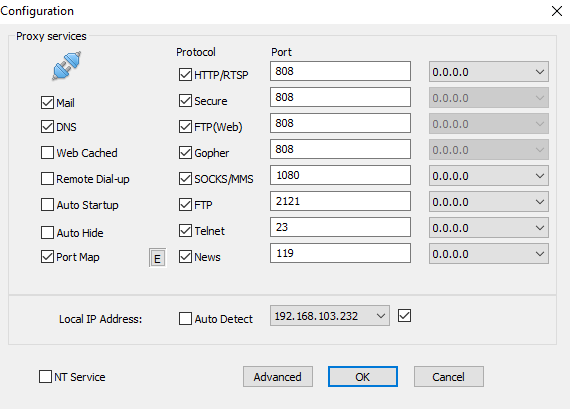 Configuration
Proxy services
Protocol Port
HTTP/RTSP 808 0.0.0.0
Mail Secure 808 0.0.0.0
DNS FTP(Web) 808 0.0.0.0
Web Cached Gopher 808 0.0.0.0
Remote Dial-up SOCKS/MMS 1080 0.0.0.0
Auto Startup FTP 2121 0.0.0.0
Auto Hide Telnet 23 0.0.0.0
Port Map E News 119 0.0.0.0
Local IP Address: Auto Detect 192.168.103.232
NT Service Advanced OK Cancel